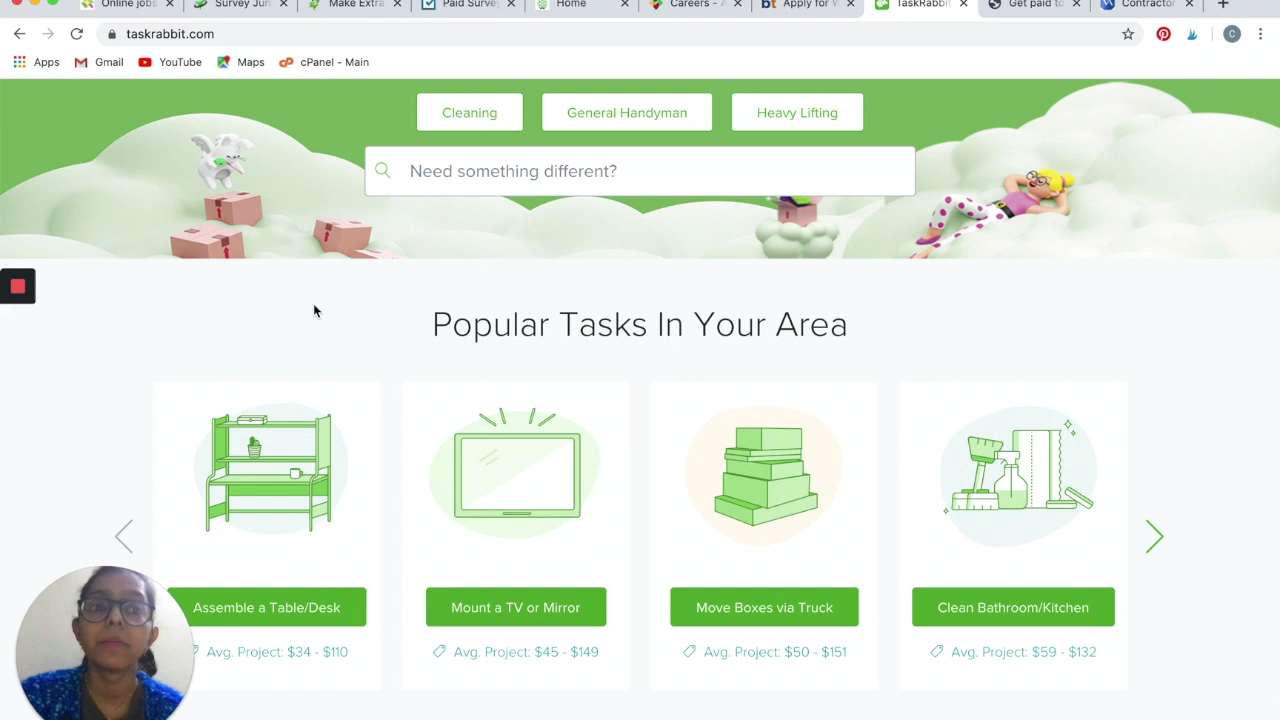 Online jobs
Survey Jun
Make Extra
Paid Surve
Home
Careers - A
Apply for W
TaskRabbit
Get paid to
Contractor
taskrabbit.com
C
Apps
Gmail
YouTube
Maps
cPanel - Main
Cleaning
General Handyman
Heavy Lifting
Need something different?
Popular Tasks In Your Area
Assemble a Table/Desk
Mount a TV or Mirror
Move Boxes via Truck
Clean Bathroom/Kitchen
Avg. Project: $34 - $110
Avg. Project: $45 - $149
Avg. Project: $50 - $151
Avg. Project: $59 - $132